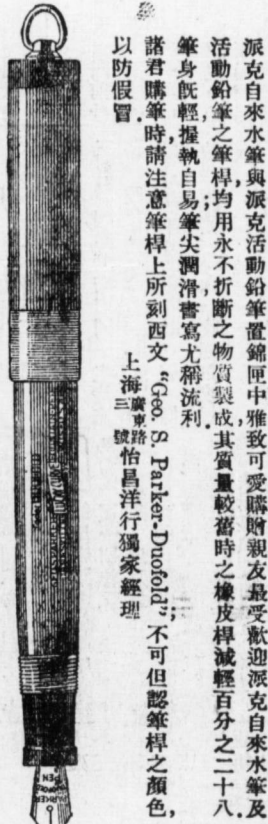 派克自來水筆與派克活動鉛筆置錦匣中雅致可愛購贈親友最受歡迎派克自來水筆及
活動鉛筆之筆桿,均用永不折斷之物質製成,其質量較舊時之橡皮桿減輕百分之二十八.
筆身旣輕,握執自易;筆尖潤滑,書寫尤稱流利.
諸君購筆時,請注意筆桿上所刻西文 "Geo. S. Parker-Duofold"; 不可但認筆桿之顏色,
以防假冒.
上海廣東路三號怡昌洋行獨家經理
PARKER
PEN